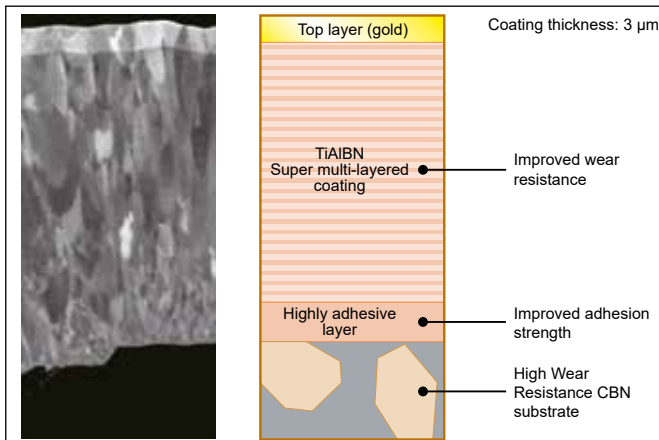 Top layer (gold)
Coating thickness: 3 μm
TiAlBN
Super multi-layered
coating
Improved wear
resistance
Highly adhesive
layer
Improved adhesion
strength
High Wear
Resistance CBN
substrate